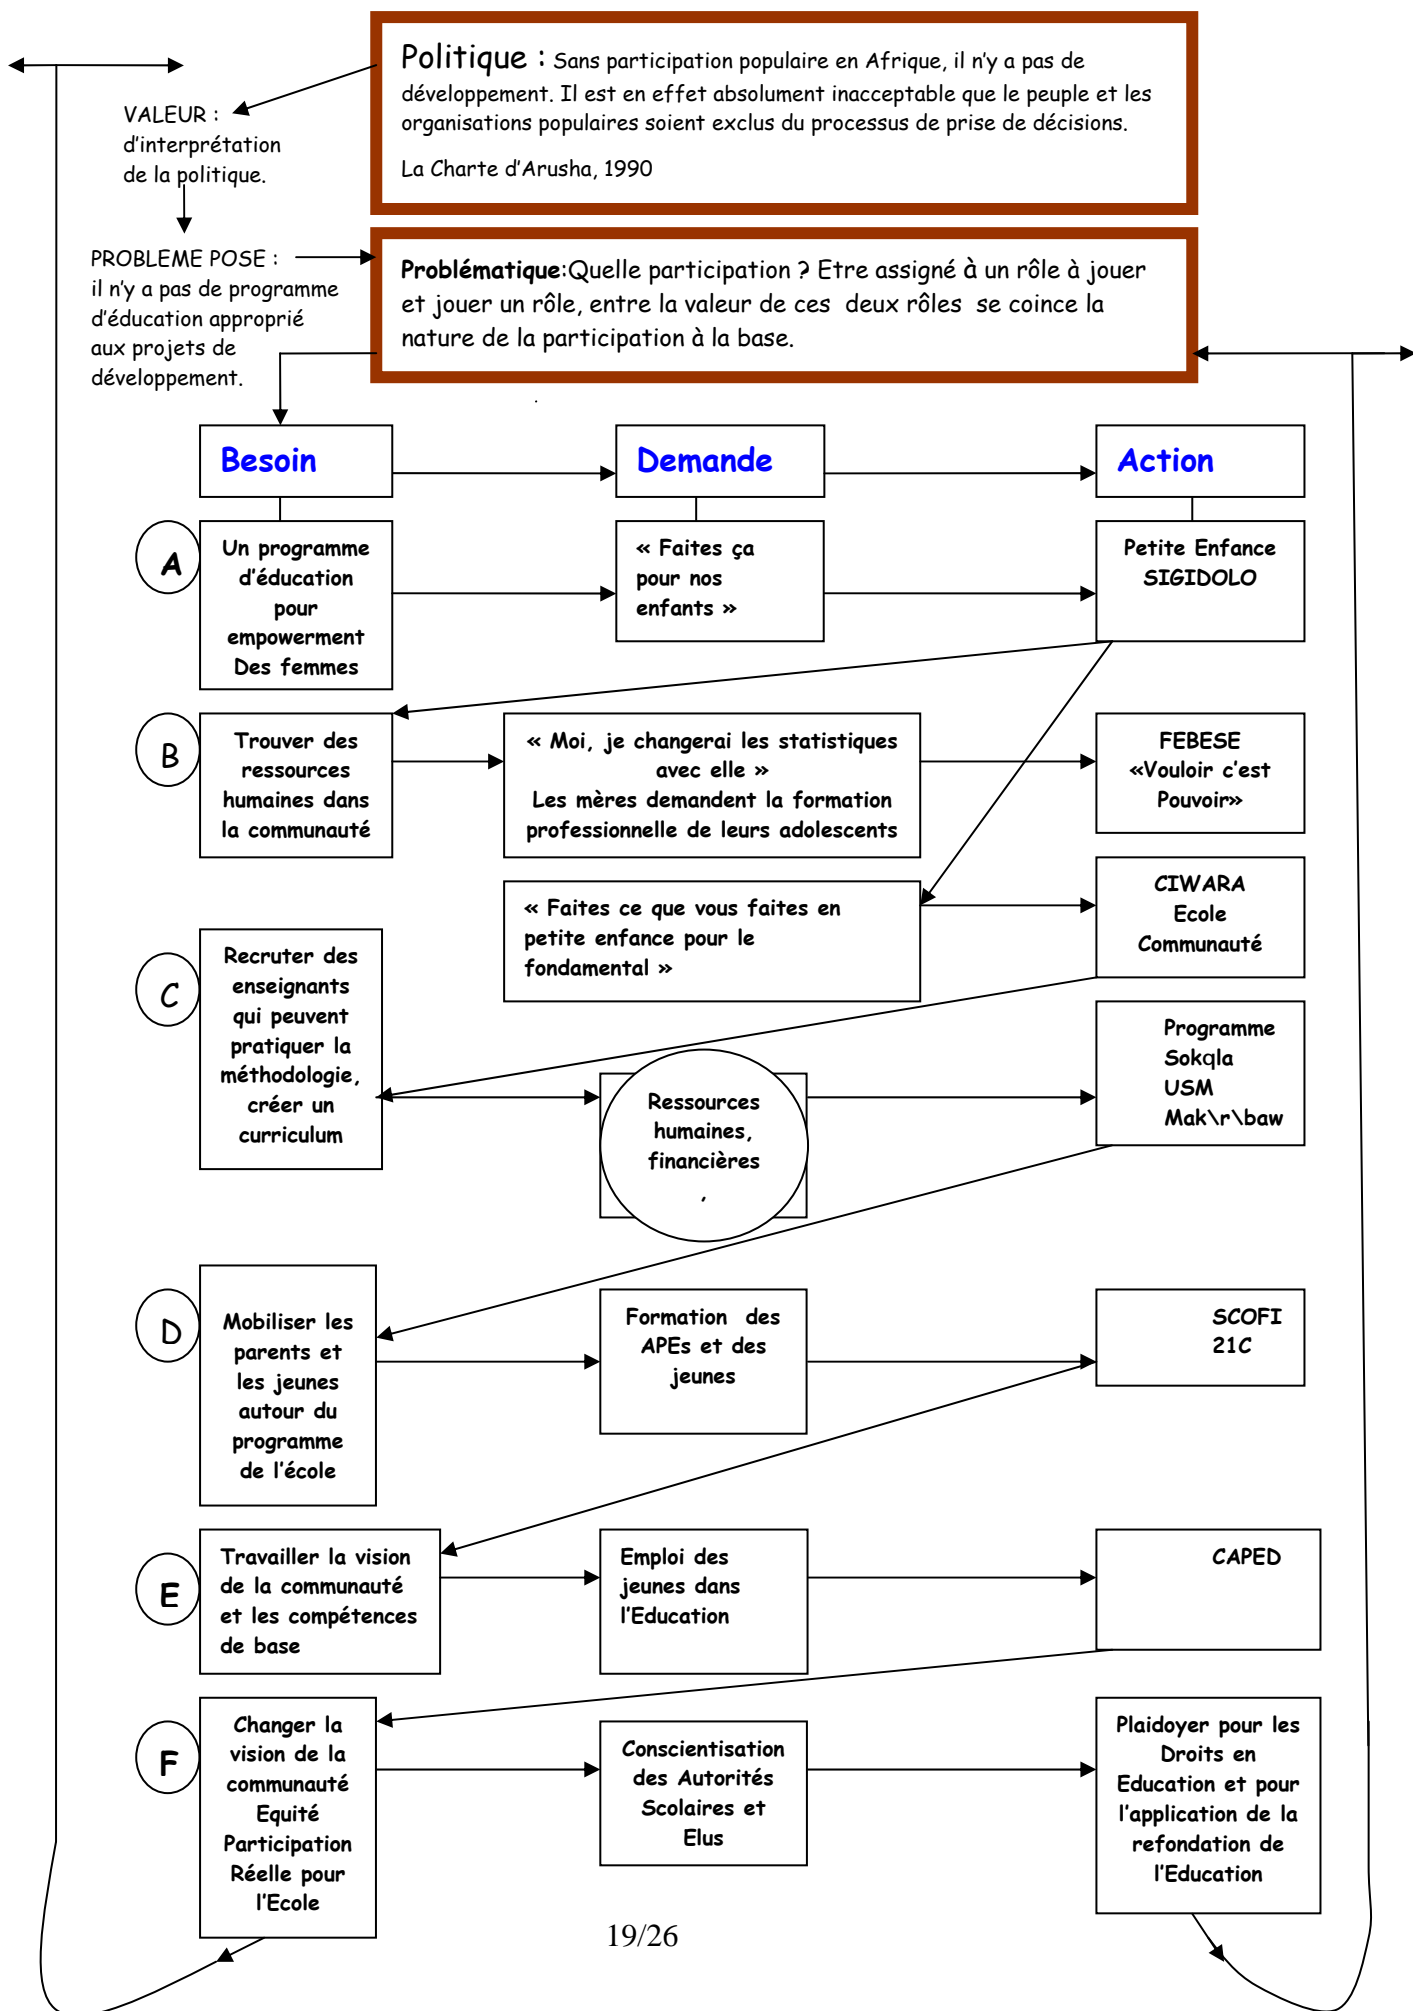 Politique : Sans participation populaire en Afrique, il n'y a pas de
développement. Il est en effet absolument inacceptable que le peuple et les
organisations populaires soient exclus du processus de prise de décisions.
La Charte d'Arusha, 1990
VALEUR :
d'interprétation
de la politique.
PROBLEME POSE :
il n'y a pas de programme
d'éducation approprié
aux projets de
développement.
Problématique:Quelle participation ? Etre assigné à un rôle à jouer
et jouer un rôle, entre la valeur de ces deux rôles se coince la
nature de la participation à la base.
Besoin
Demande
Action
A
Un programme
d'éducation
pour
empowerment
Des femmes
« Faites ça
pour nos
enfants »
Petite Enfance
SIGIDOLO
B
Trouver des
ressources
humaines dans
la communauté
« Moi, je changerai les statistiques
avec elle »
Les mères demandent la formation
professionnelle de leurs adolescents
FEBESE
«Vouloir c'est
Pouvoir»
« Faites ce que vous faites en
petite enfance pour le
fondamental »
CIWARA
Ecole
Communauté
C
Recruter des
enseignants
qui peuvent
pratiquer la
méthodologie,
créer un
curriculum
Ressources
humaines,
financières
,
Programme
Sokqla
USM
Mak\r\baw
D
Mobiliser les
parents et
les jeunes
autour du
programme
de l'école
Formation des
APEs et des
jeunes
SCOFI
21C
E
Travailler la vision
de la communauté
et les compétences
de base
Emploi des
jeunes dans
l'Education
CAPED
F
Changer la
vision de la
communauté
Equité
Participation
Réelle pour
l'Ecole
Conscientisation
des Autorités
Scolaires et
Elus
Plaidoyer pour les
Droits en
Education et pour
l'application de la
refondation de
l'Education
19/26